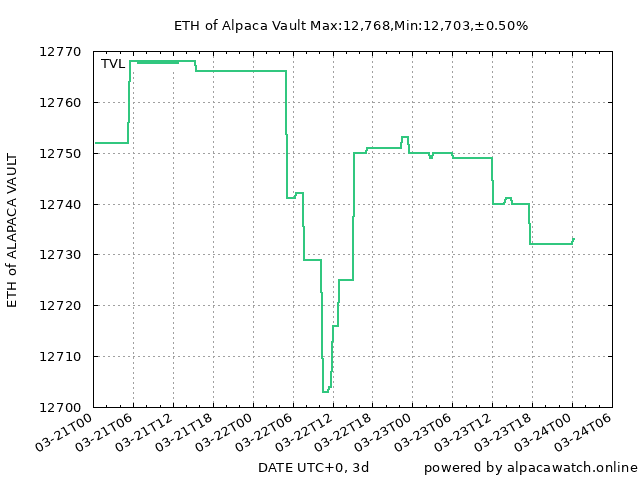 ETH of Alpaca Vault Max:12,768,Min:12,703,±0.50%
12770
TVL
12760
12750
12740
12730
12720
12710
12700
ETH of ALAPACA VAULT
03-21T00
03-21T06
03-21T12
03-21T18
03-22T00
03-22T06
03-22T12
03-22T18
03-23T00
03-23T06
03-23T12
03-23T18
03-24T00
03-24T06
DATE UTC+0, 3d
powered by alpacawatch.online